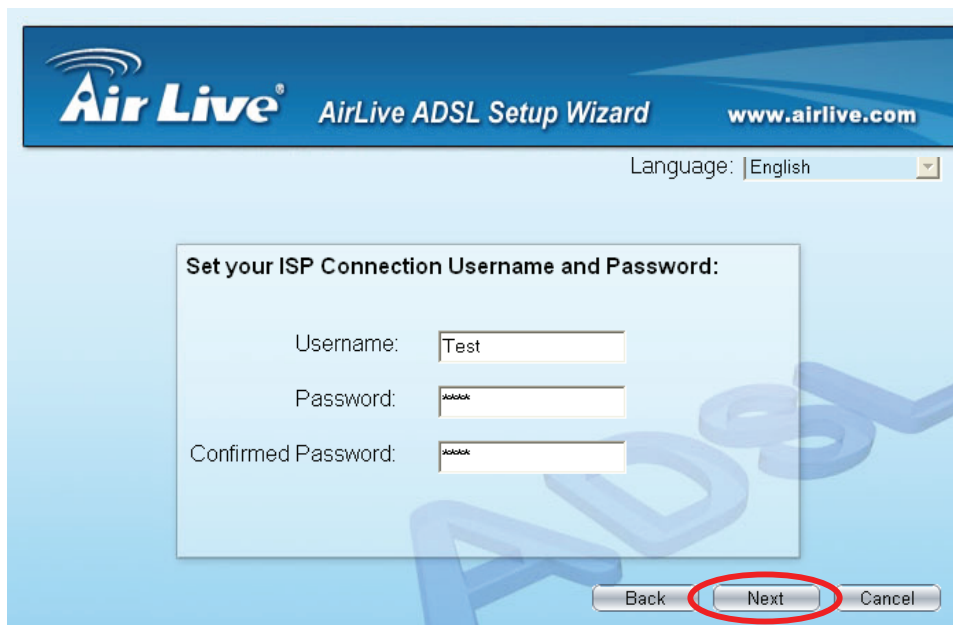 Air Live® AirLive ADSL Setup Wizard www.airlive.com
Language: English
Set your ISP Connection Username and Password:
Username: Test
Password: ****
Confirmed Password: ****
ADSL
Back Next Cancel